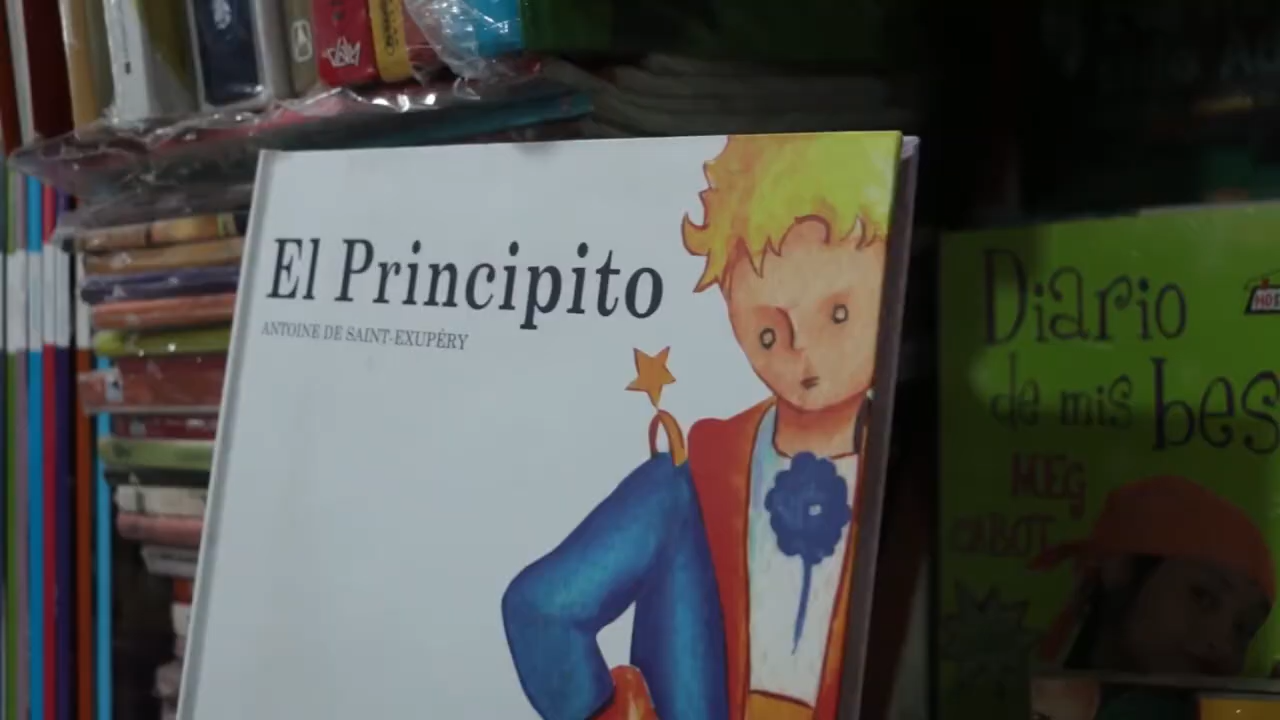 El Principito
ANTOINE DE SAINT-EXUPÉRY
Diario
de mis bes
MEG
CABOT